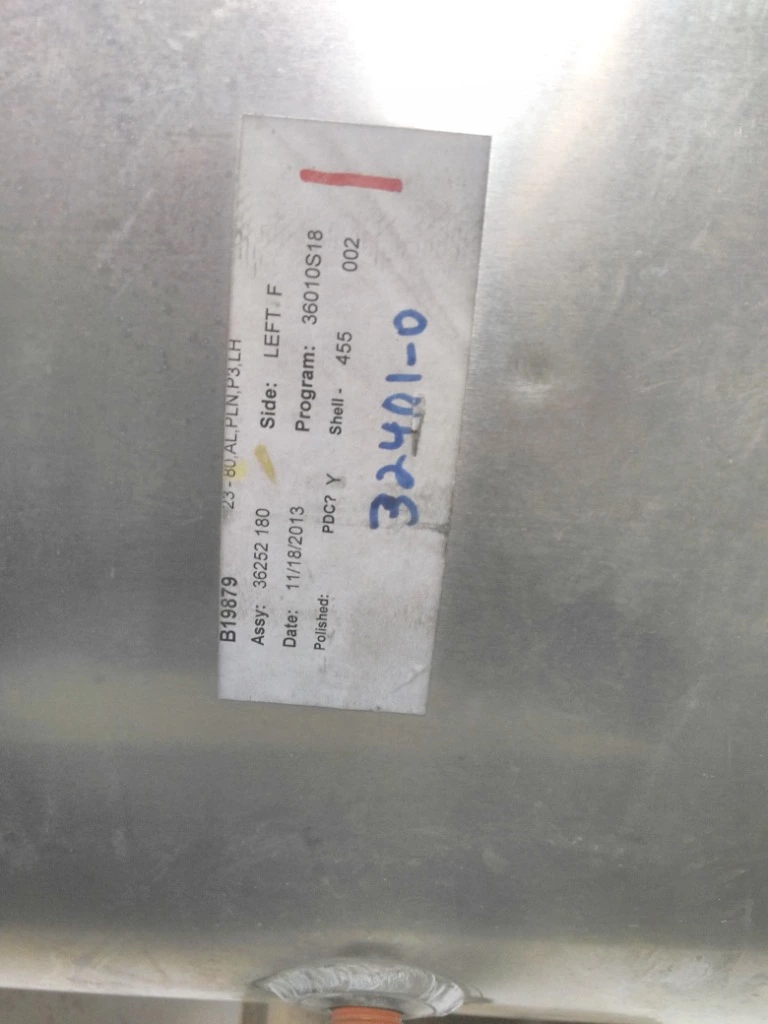 B19879 23 - 80,AL,PLN,P3,LH
Assy: 36252 180 Side: LEFT F
Date: 11/18/2013 Program: 36010S18
Polished: PDC? Y Shell - 455 002
32401-0